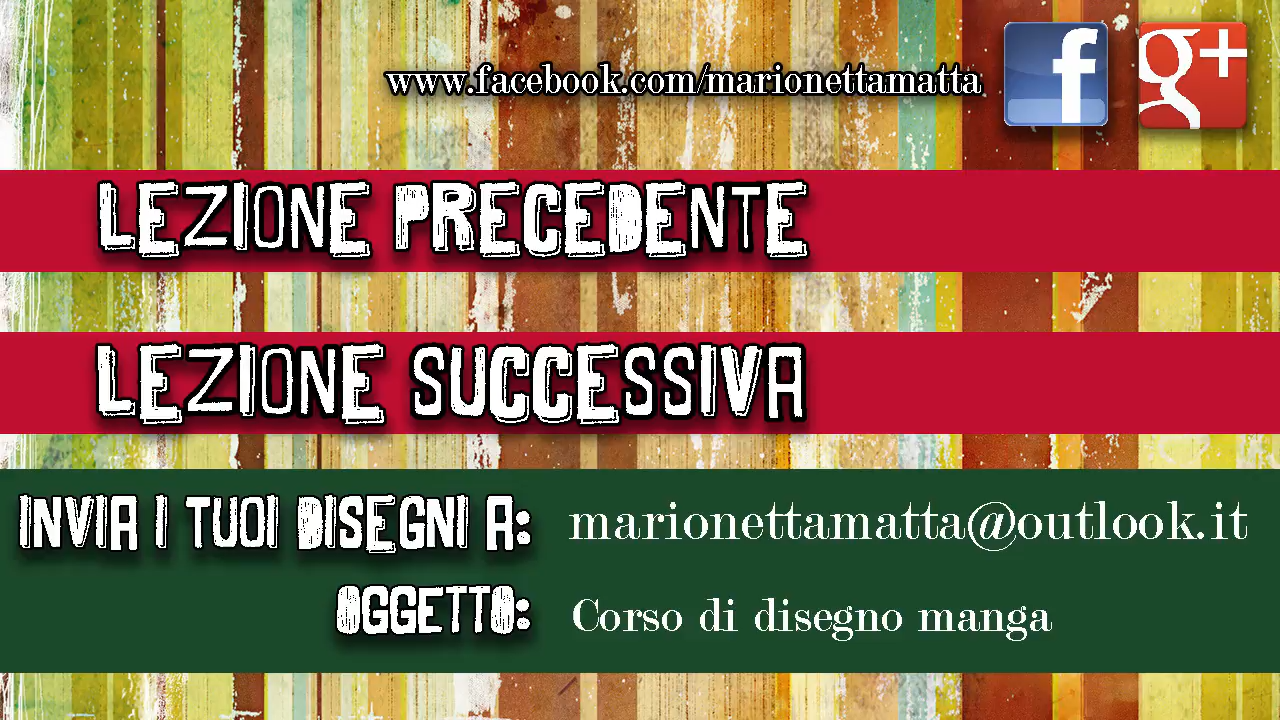 www.facebook.com/marionettamatta
f
g+
LEZIONE PRECEDENTE
LEZIONE SUCCESSIVA
INVIA I TUOI DISEGNI A: marionettamatta@outlook.it
OGGETTO: Corso di disegno manga